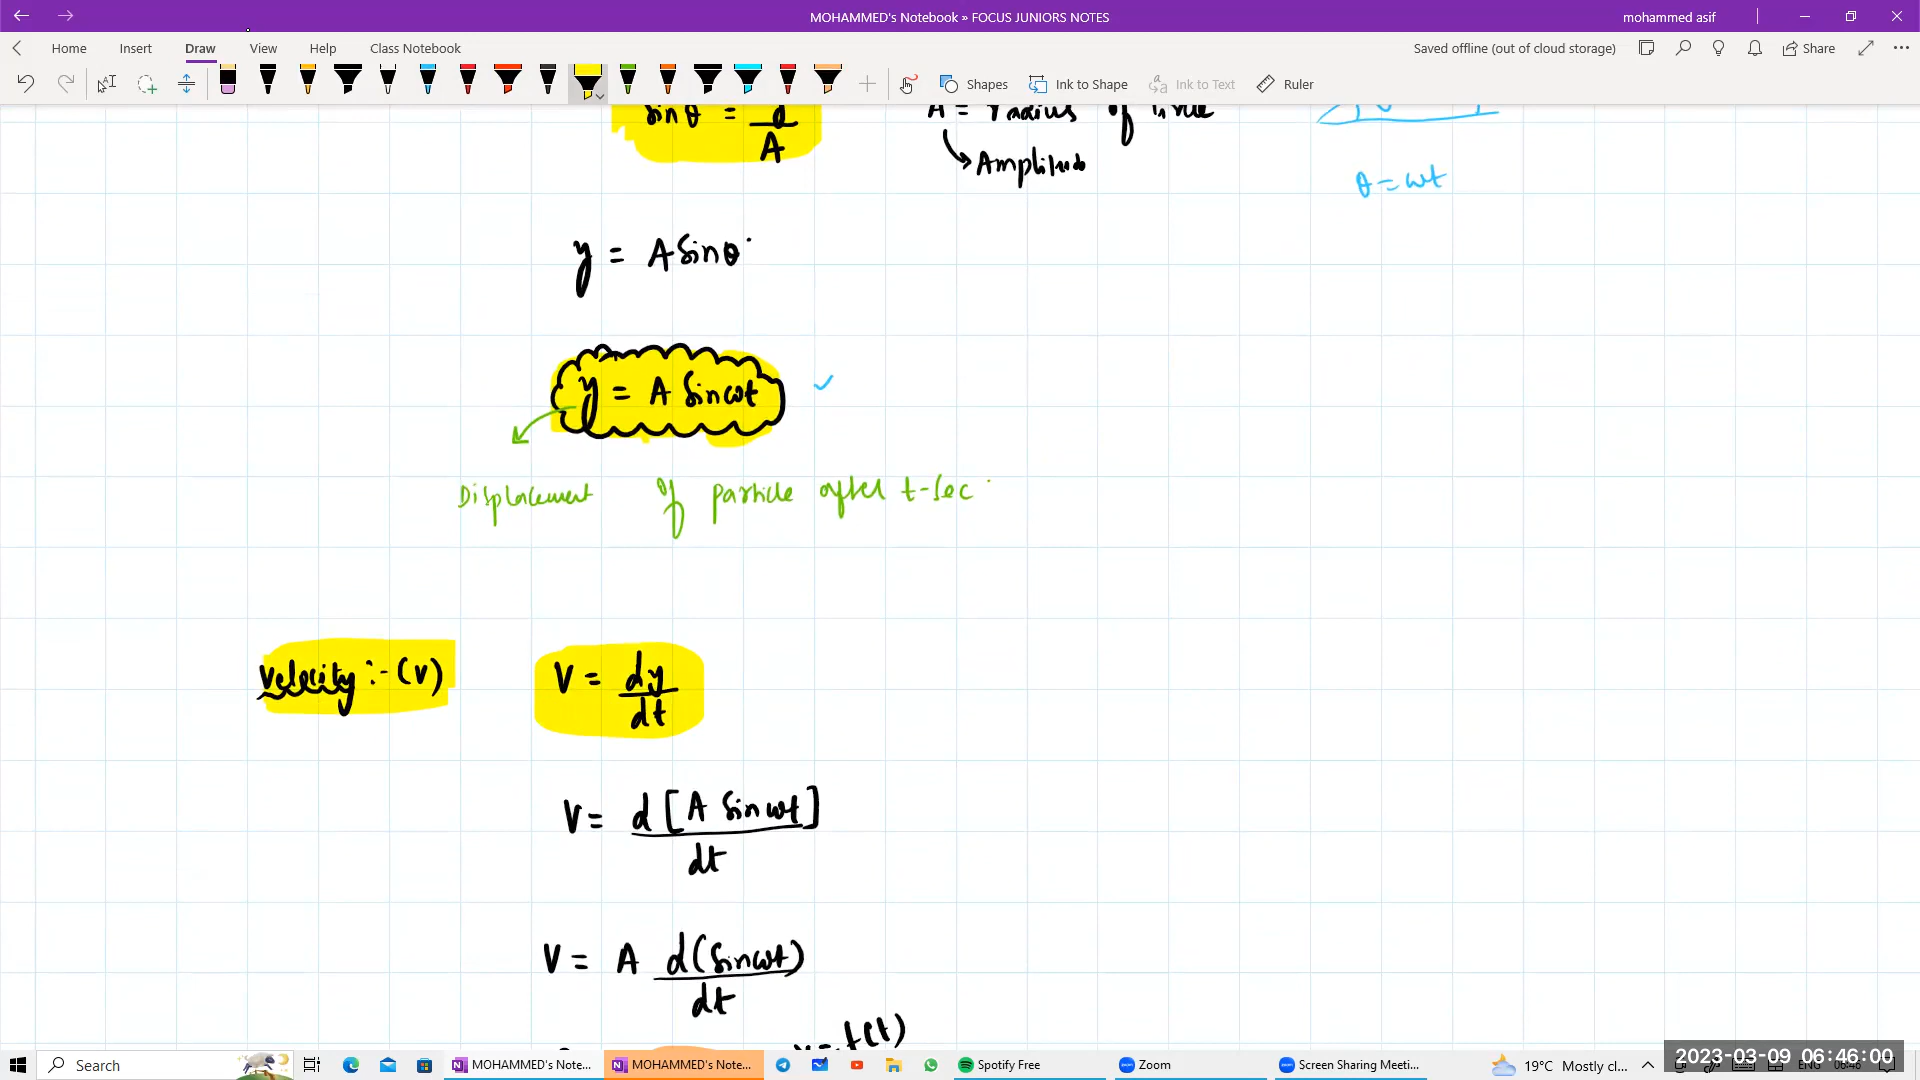 MOHAMMED's Notebook » FOCUS JUNIORS NOTES
mohammed asif
Home Insert Draw View Help Class Notebook
Saved offline (out of cloud storage)
Share
Shapes Ink to Shape Ink to Text Ruler
sinθ =
A
A = radius of
Amplitude
θ = ωt
y = A sinθ
y = A sinωt
Displacement of particle after t-sec
Velocity :- (V)
V = dy
dt
V = d [A sinωt]
dt
V = A d(sinωt)
dt
Search
MOHAMMED's Note...
MOHAMMED's Note...
Spotify Free
Zoom
Screen Sharing Meeti...
19°C Mostly cl...
2023-03-09 06:46:00